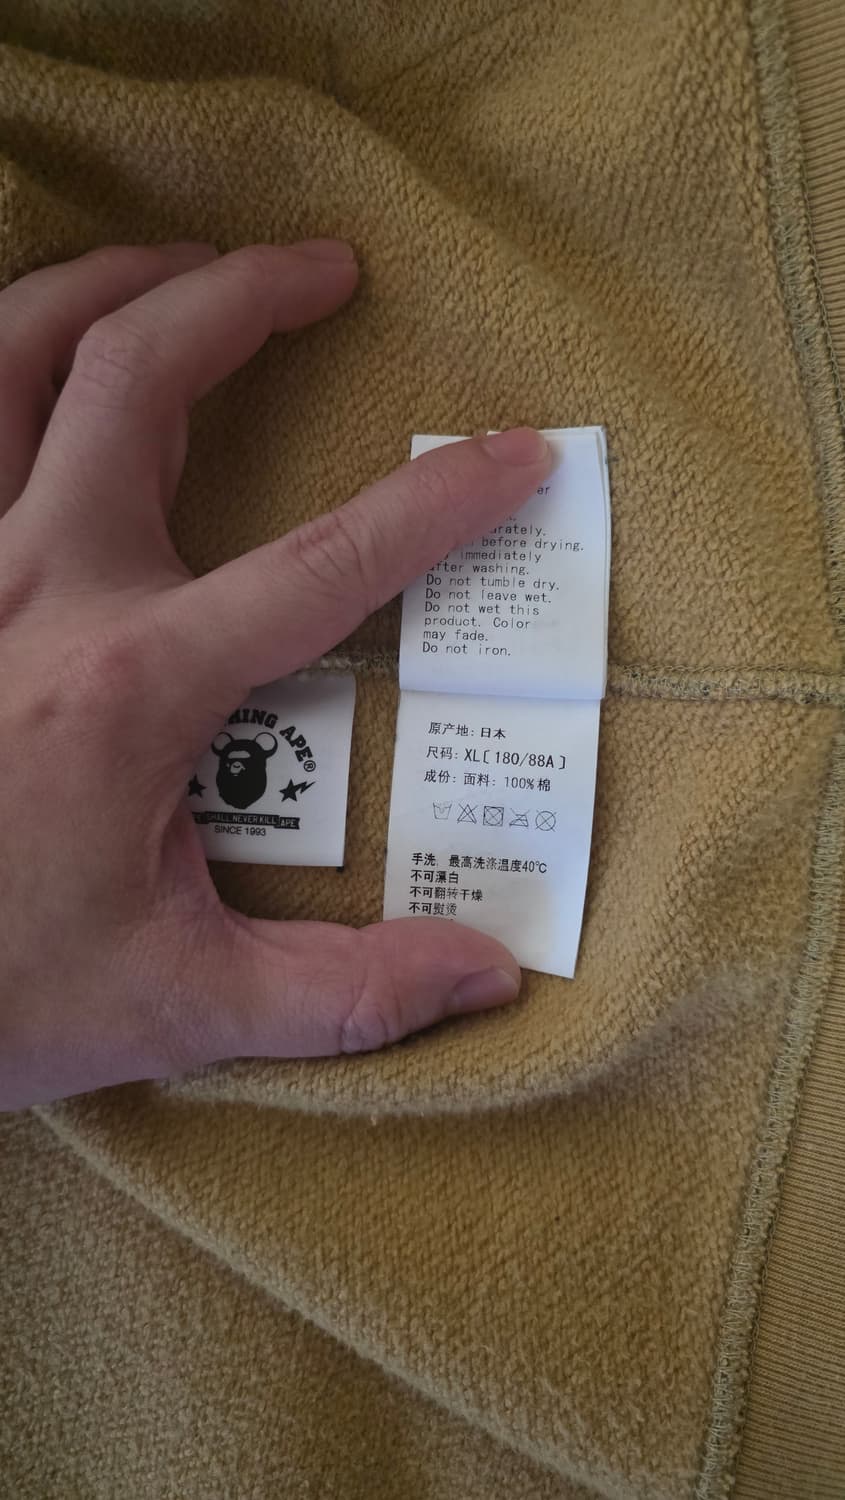 er
before drying.
immediately
after washing.
Do not tumble dry.
Do not leave wet.
Do not wet this
product. Color
may fade.
Do not iron.
原产地: 日本
尺码: XL[180/88A]
成份: 面料: 100%棉
手洗, 最高洗涤温度40℃
不可漂白
不可翻转干燥
不可熨烫
HING APE®
SHALL NEVER KILL APE
SINCE 1993